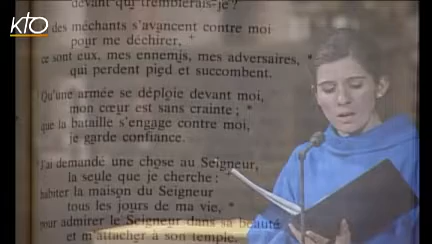 KTO
devant qui tremblerais-je?
des méchants s'avancent contre moi
pour me déchirer, +
ce sont eux, mes ennemis, mes adversaires, *
qui perdent pied et succombent.
Qu'une armée se déploie devant moi,
mon cœur est sans crainte; *
que la bataille s'engage contre moi,
je garde confiance.
J'ai demandé une chose au Seigneur,
la seule que je cherche:
habiter la maison du Seigneur
tous les jours de ma vie, *
pour admirer le Seigneur dans sa beauté
et m'attacher à son temple.